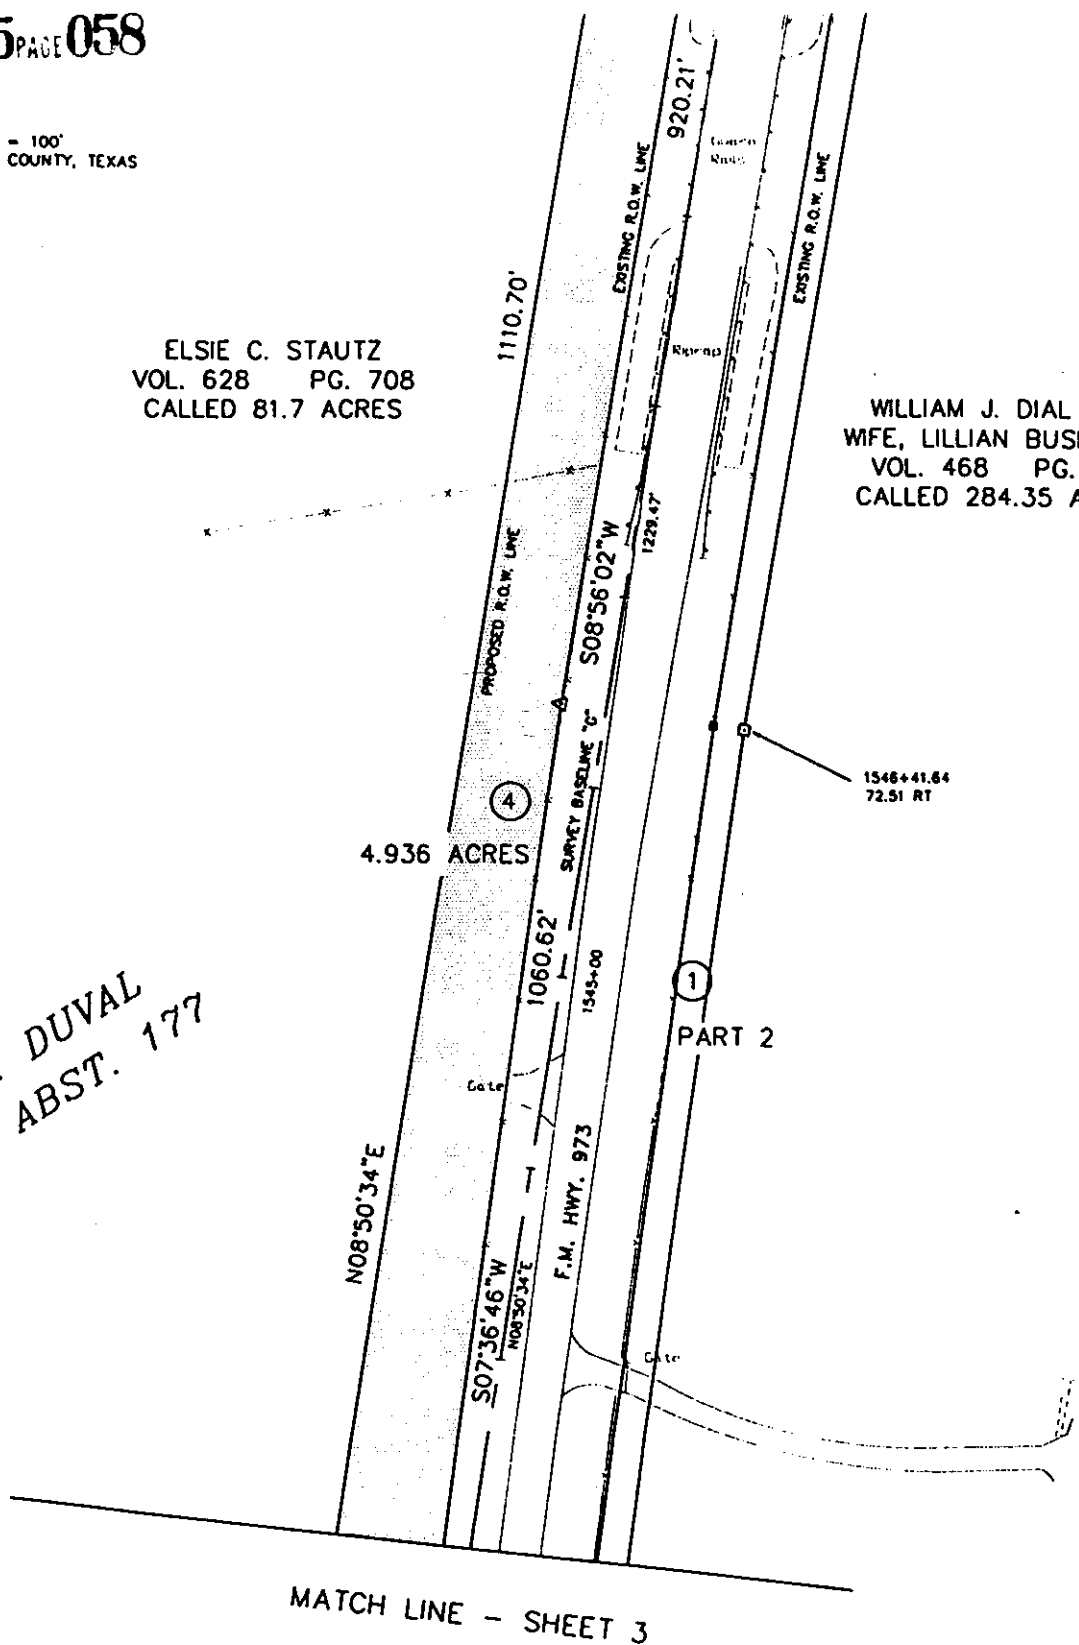 5 PAGE 058
= 100'
COUNTY, TEXAS
920.21'
EXISTING R.O.W. LINE
EXISTING R.O.W. LINE
1110.70'
Riprap
ELSIE C. STAUTZ
VOL. 628 PG. 708
CALLED 81.7 ACRES
WILLIAM J. DIAL
WIFE, LILLIAN
VOL. 468 PG.
CALLED 284.35
1229.47'
S08°56'02"W
PROPOSED R.O.W. LINE
SURVEY BASELINE "C"
1546+41.64
72.51 RT
4
4.936 ACRES
1060.62'
1545+00
1
PART 2
DUVAL
ABST. 177
Gate
N08°50'34"E
F.M. HWY. 973
S07°36'46"W
N08°50'34"E
Gate
MATCH LINE - SHEET 3